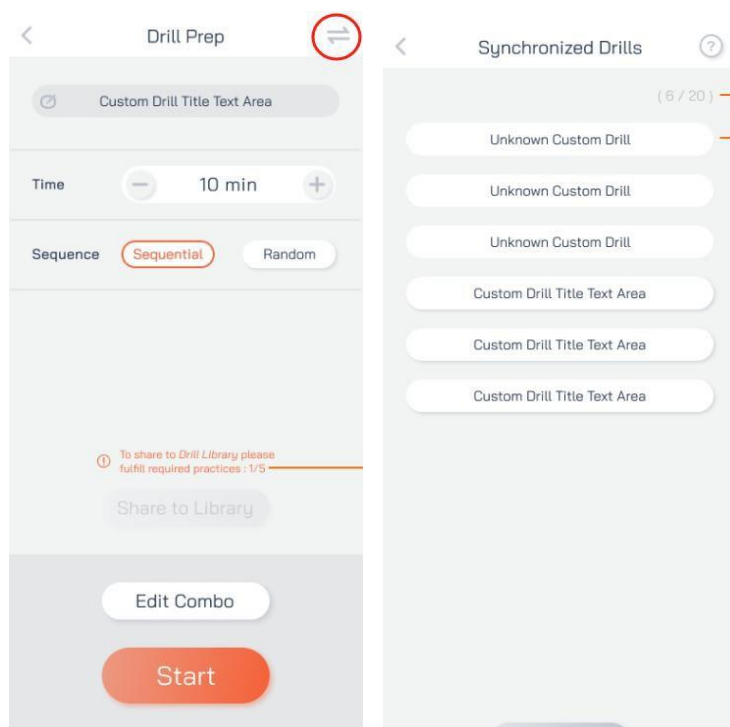 Drill Prep
Custom Drill Title Text Area
Time
10 min
Sequence
Sequential
Random
To share to Drill Library please
fulfill required practices : 1/5
Share to Library
Edit Combo
Start
Synchronized Drills
?
( 6 / 20 )
Unknown Custom Drill
Unknown Custom Drill
Unknown Custom Drill
Custom Drill Title Text Area
Custom Drill Title Text Area
Custom Drill Title Text Area